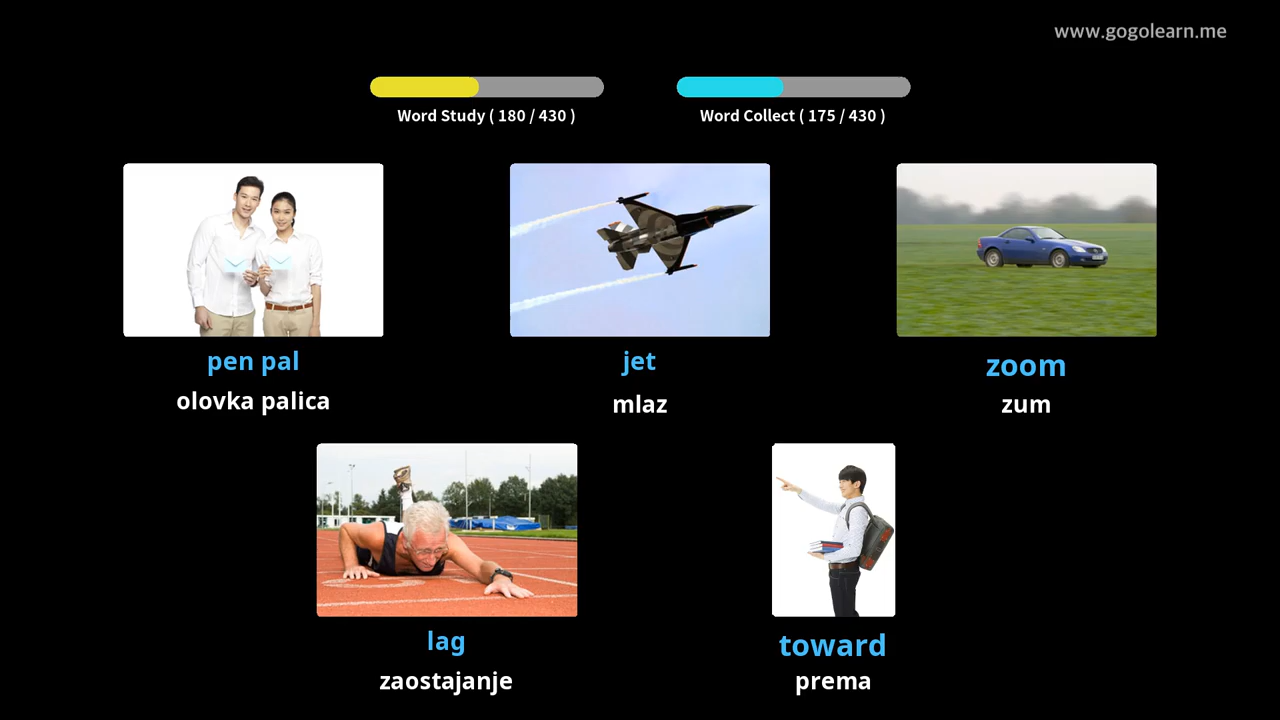 www.gogolearn.me
Word Study ( 180 / 430 )
Word Collect ( 175 / 430 )
pen pal
olovka palica
jet
mlaz
zoom
zum
lag
zaostajanje
toward
prema